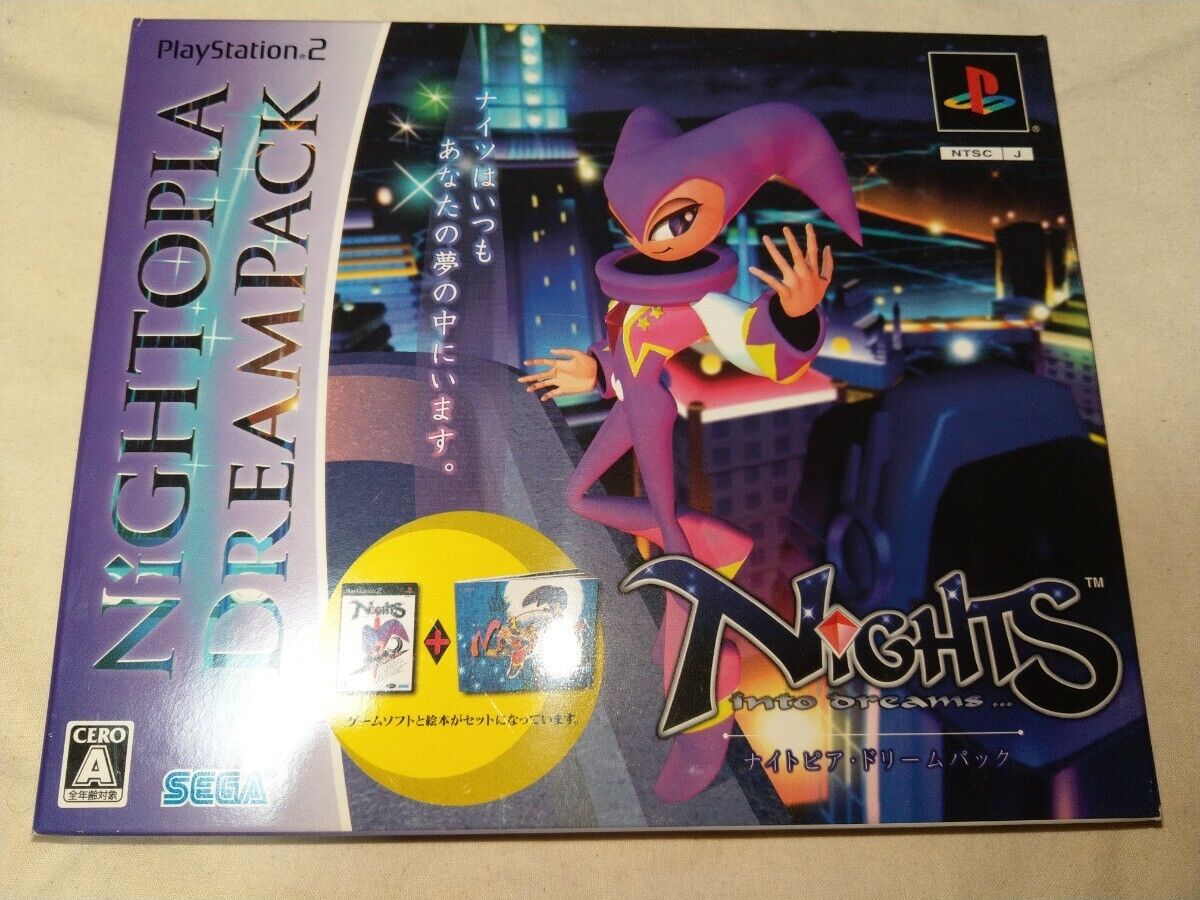 PlayStation®2
NiGHTOPIA
DREAMPACK
ナイツはいつも
あなたの夢の中にいます。
®
NTSC J
PlayStation 2
NiGHTS
+
ゲームソフトと絵本がセットになっています。
NiGHTS™
into dreams...
ナイトピア・ドリームパック
CERO
A
全年齢対象
SEGA